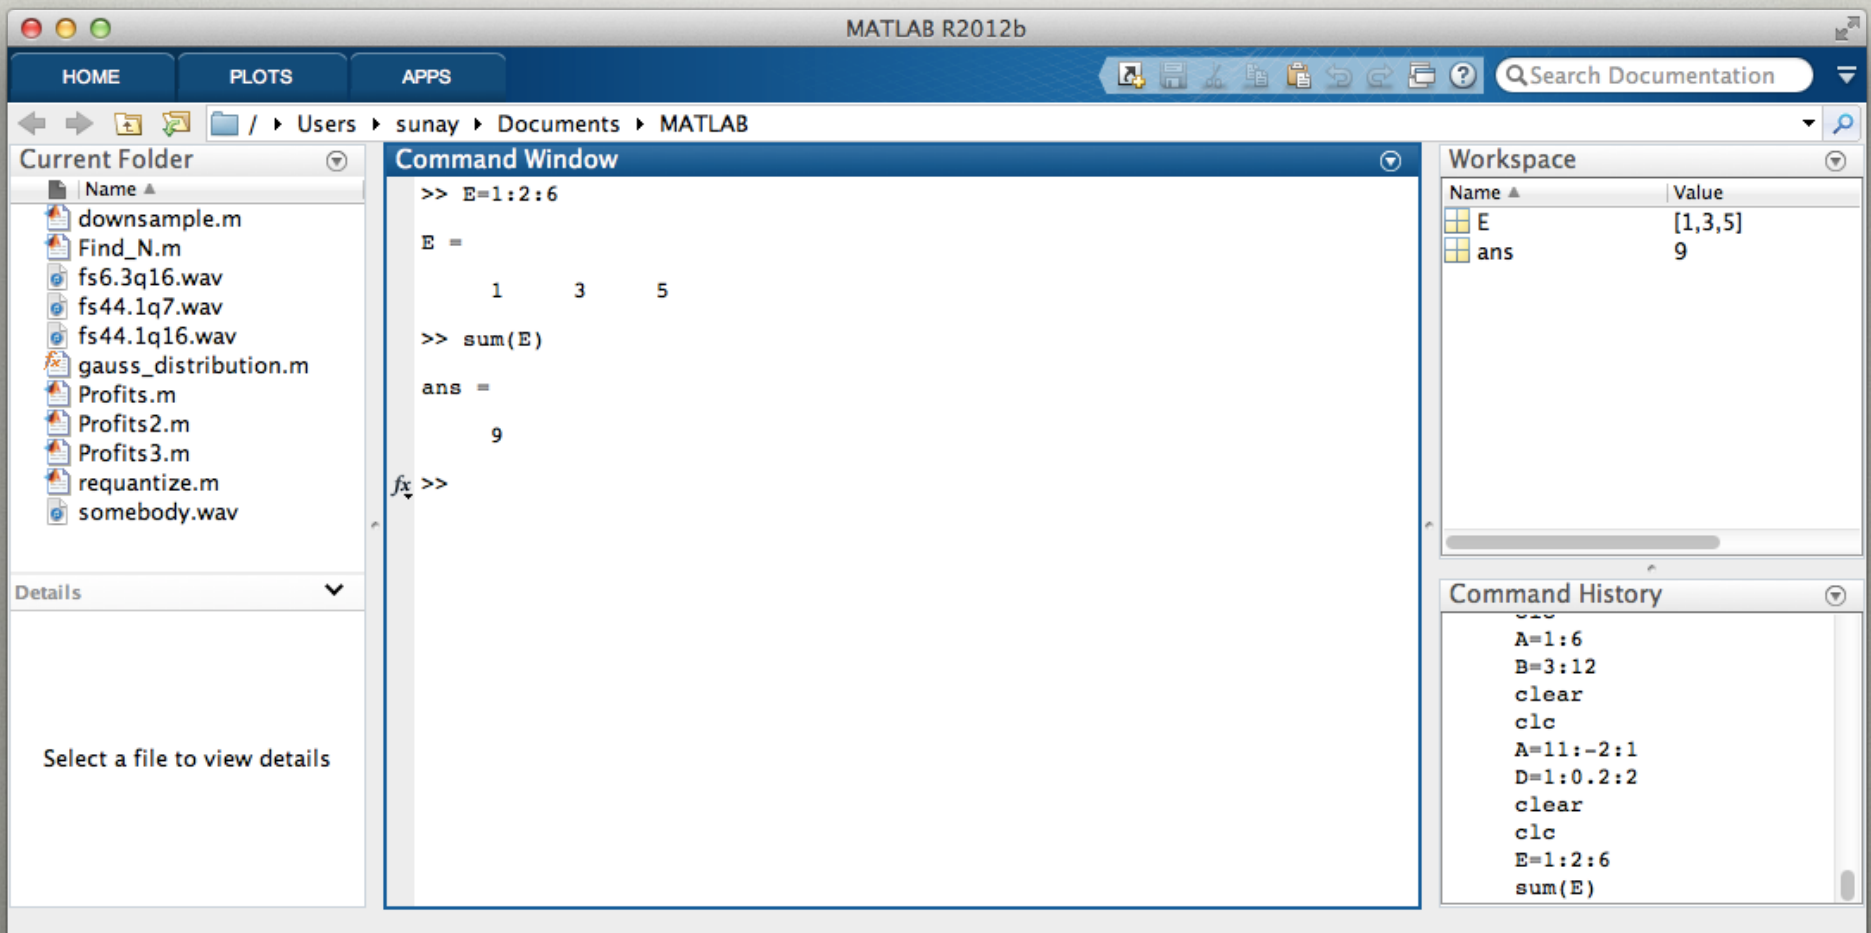 MATLAB R2012b
HOME PLOTS APPS
Search Documentation
/ Users sunay Documents MATLAB
Current Folder
Name
downsample.m
Find_N.m
fs6.3q16.wav
fs44.1q7.wav
fs44.1q16.wav
gauss_distribution.m
Profits.m
Profits2.m
Profits3.m
requantize.m
somebody.wav
Details
Select a file to view details
Command Window
>> E=1:2:6
E =
1 3 5
>> sum(E)
ans =
9
fx >>
Workspace
Name Value
E [1,3,5]
ans 9
Command History
clc
A=1:6
B=3:12
clear
clc
A=11:-2:1
D=1:0.2:2
clear
clc
E=1:2:6
sum(E)